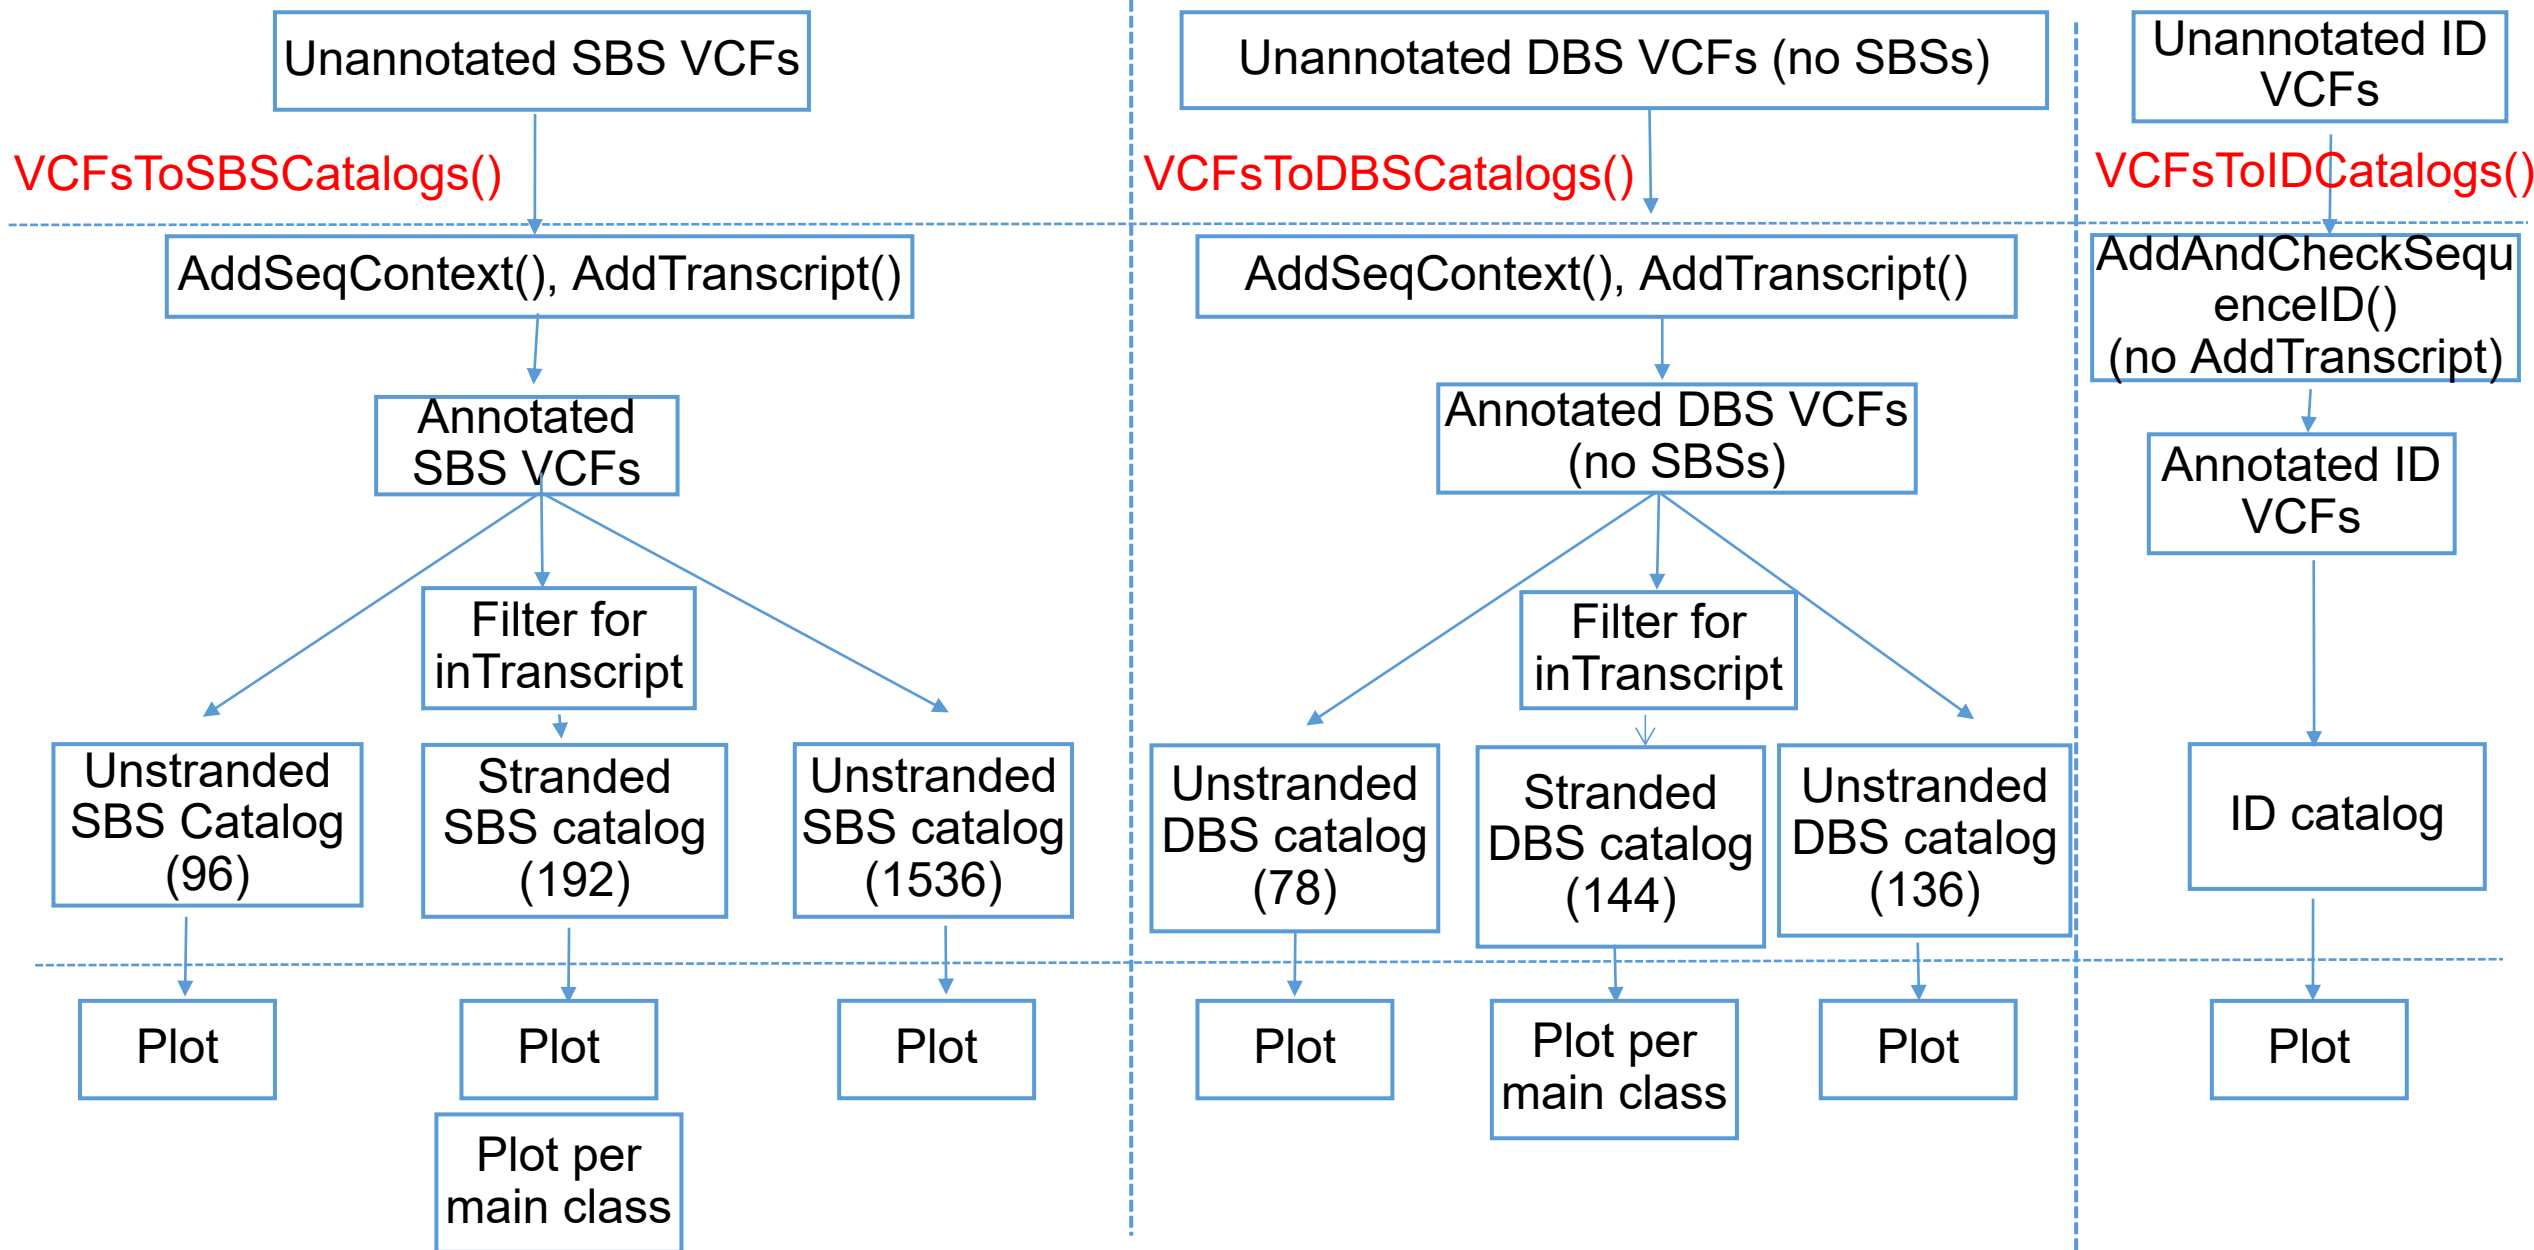 Unannotated SBS VCFs
VCFsToSBSCatalogs()
AddSeqContext(), AddTranscript()
Annotated
SBS VCFs
Filter for
inTranscript
Unstranded
SBS Catalog
(96)
Stranded
SBS catalog
(192)
Unstranded
SBS catalog
(1536)
Plot
Plot
Plot
Plot per
main class
Unannotated DBS VCFs (no SBSs)
VCFsToDBSCatalogs()
AddSeqContext(), AddTranscript()
Annotated DBS VCFs
(no SBSs)
Filter for
inTranscript
Unstranded
DBS catalog
(78)
Stranded
DBS catalog
(144)
Unstranded
DBS catalog
(136)
Plot
Plot per
main class
Plot
Unannotated ID
VCFs
VCFsToIDCatalogs()
AddAndCheckSequ
enceID()
(no AddTranscript)
Annotated ID
VCFs
ID catalog
Plot